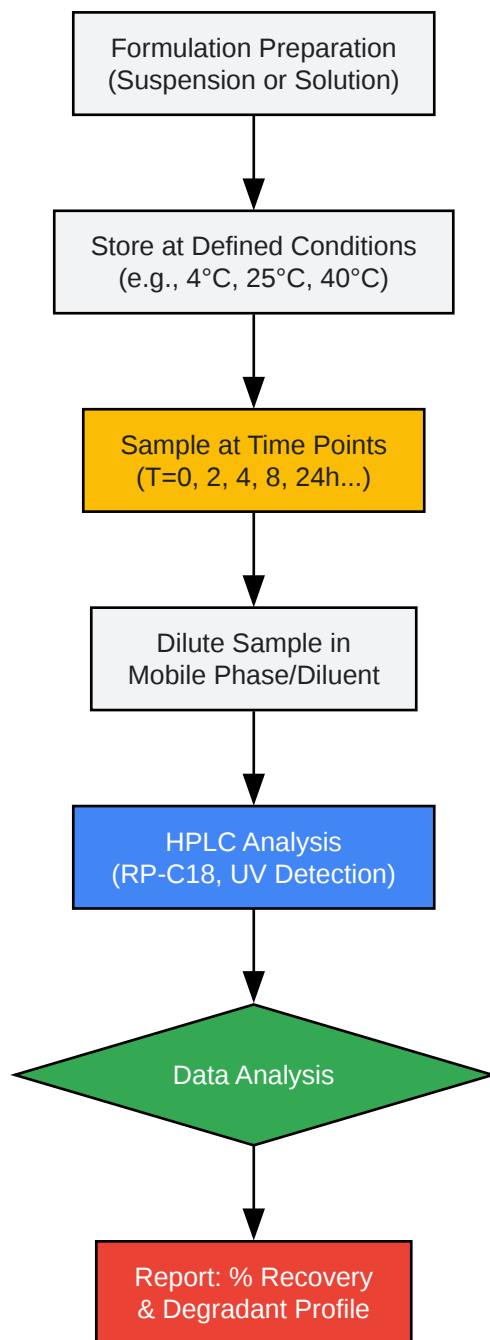 Formulation Preparation
(Suspension or Solution)
Store at Defined Conditions
(e.g., 4°C, 25°C, 40°C)
Sample at Time Points
(T=0, 2, 4, 8, 24h...)
Dilute Sample in
Mobile Phase/Diluent
HPLC Analysis
(RP-C18, UV Detection)
Data Analysis
Report: % Recovery
& Degradant Profile